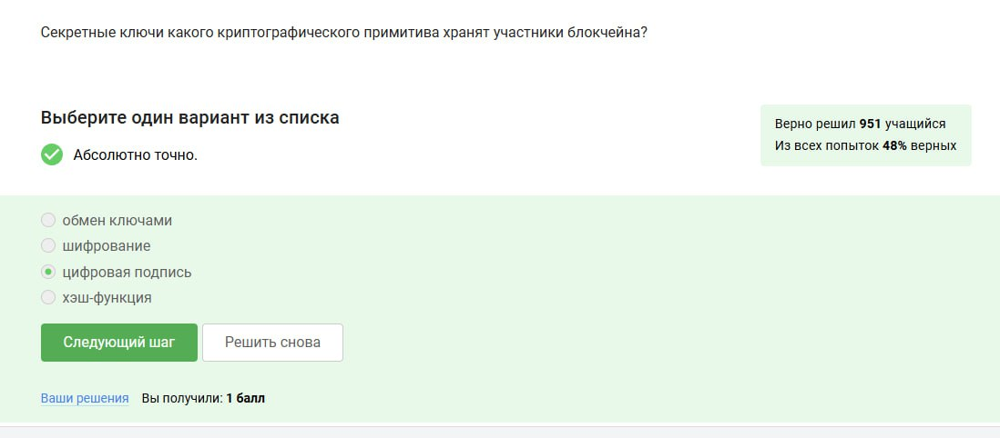 Секретные ключи какого криптографического примитива хранят участники блокчейна?
Выберите один вариант из списка
Абсолютно точно.
Верно решил 951 учащийся
Из всех попыток 48% верных
обмен ключами
шифрование
цифровая подпись
хэш-функция
Следующий шаг Решить снова
Ваши решения Вы получили: 1 балл